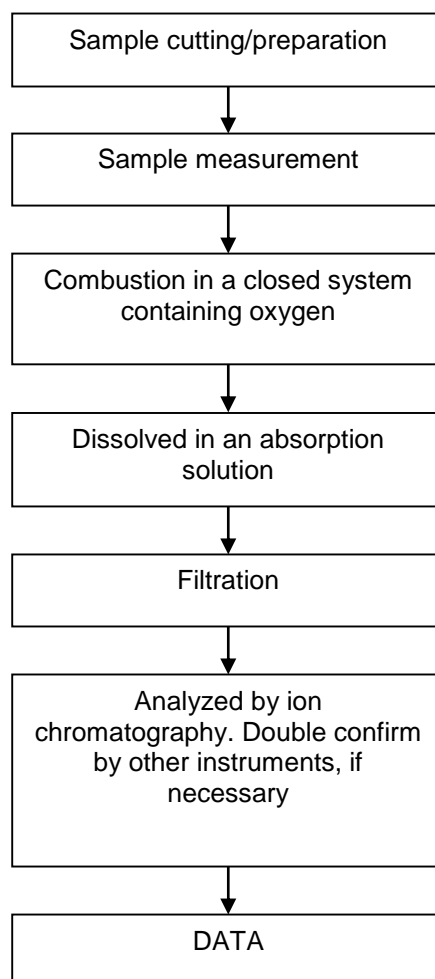 Sample cutting/preparation
Sample measurement
Combustion in a closed system
containing oxygen
Dissolved in an absorption
solution
Filtration
Analyzed by ion
chromatography. Double confirm
by other instruments, if
necessary
DATA